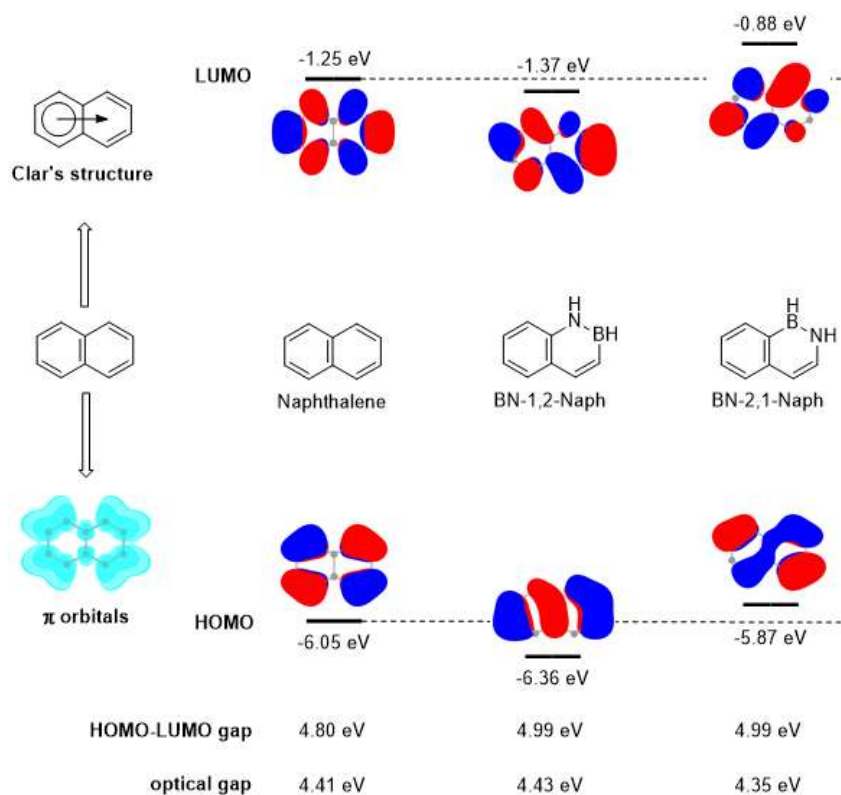 -0.88 eV
-1.25 eV
-1.37 eV
LUMO
Clar's structure
H
N
BH
H
B
NH
Naphthalene
BN-1,2-Naph
BN-2,1-Naph
π orbitals
HOMO
-6.05 eV
-6.36 eV
-5.87 eV
HOMO-LUMO gap 4.80 eV 4.99 eV 4.99 eV
optical gap 4.41 eV 4.43 eV 4.35 eV